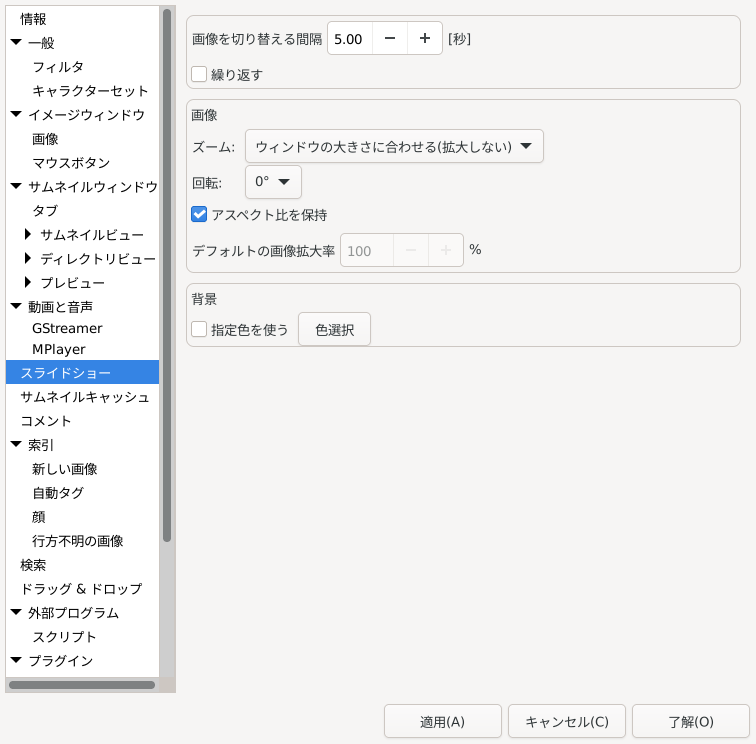 情報
一般
フィルタ
キャラクターセット
イメージウィンドウ
画像
マウスボタン
サムネイルウィンドウ
タブ
サムネイルビュー
ディレクトリビュー
プレビュー
動画と音声
GStreamer
MPlayer
スライドショー
サムネイルキャッシュ
コメント
索引
新しい画像
自動タグ
顔
行方不明の画像
検索
ドラッグ & ドロップ
外部プログラム
スクリプト
プラグイン
画像を切り替える間隔 5.00 − + [秒]
繰り返す
画像
ズーム: ウィンドウの大きさに合わせる(拡大しない)
回転: 0°
アスペクト比を保持
デフォルトの画像拡大率 100 − + %
背景
指定色を使う 色選択
適用(A) キャンセル(C) 了解(O)